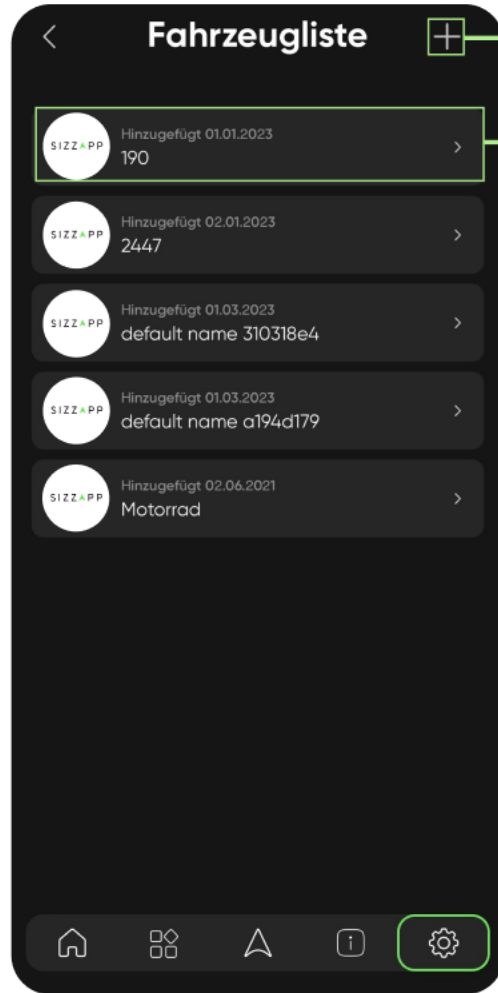 Fahrzeugliste
SIZZAPP
Hinzugefügt 01.01.2023
190
SIZZAPP
Hinzugefügt 02.01.2023
2447
SIZZAPP
Hinzugefügt 01.03.2023
default name 310318e4
SIZZAPP
Hinzugefügt 01.03.2023
default name a194d179
SIZZAPP
Hinzugefügt 02.06.2021
Motorrad